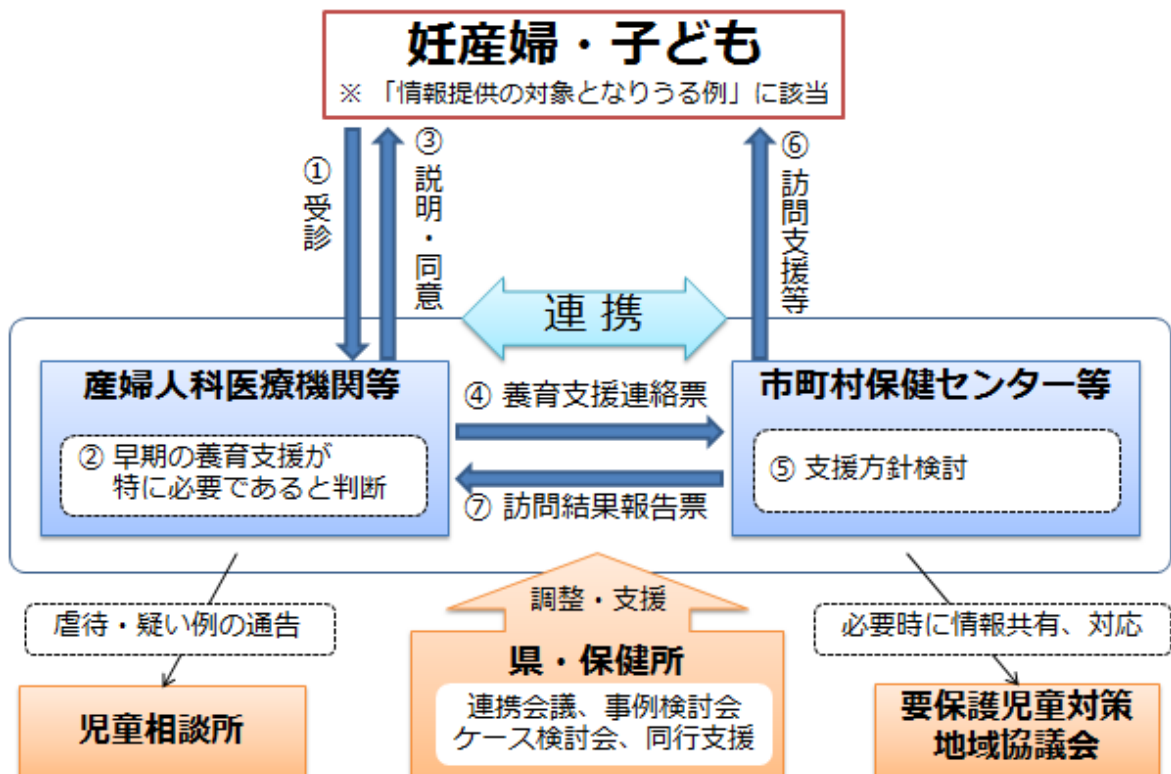 妊産婦・子ども
※ 「情報提供の対象となりうる例」に該当
① 受診
③ 説明・同意
⑥ 訪問支援等
連携
産婦人科医療機関等
② 早期の養育支援が
特に必要であると判断
④ 養育支援連絡票
⑦ 訪問結果報告票
市町村保健センター等
⑤ 支援方針検討
虐待・疑い例の通告
調整・支援
必要時に情報共有、対応
児童相談所
県・保健所
連携会議、事例検討会
ケース検討会、同行支援
要保護児童対策
地域協議会